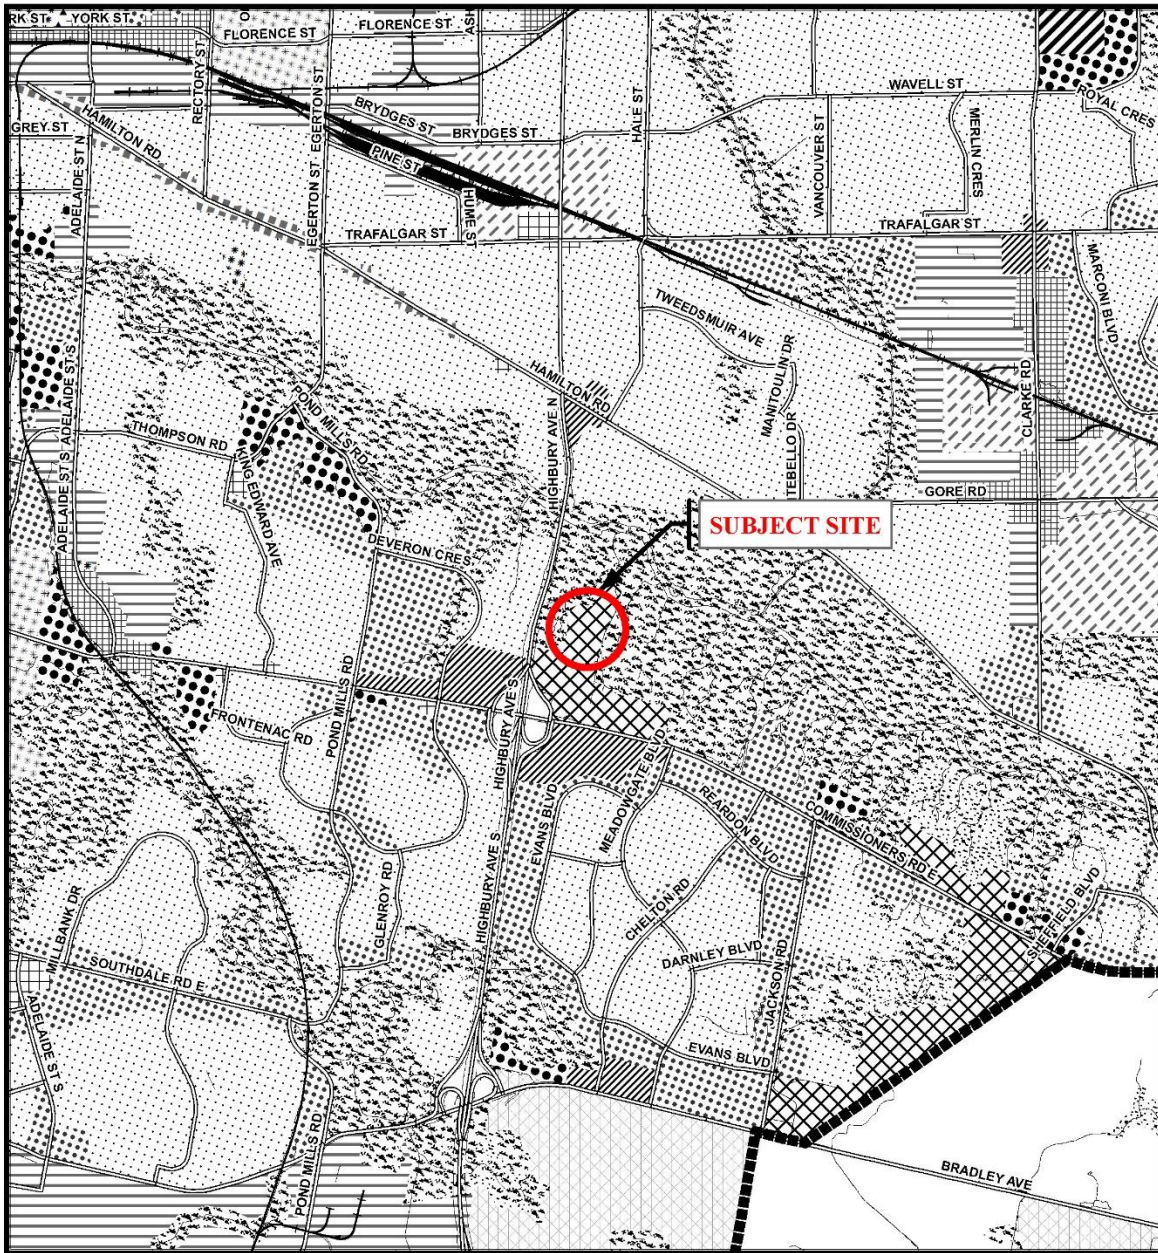 RK ST
YORK ST
FLORENCE ST
FLORENCE ST
ASH
RECTORY ST
EGERTON ST
WAVELL ST
ROYAL CRES
GREY ST
HAMILTON RD
BRYDGES ST
BRYDGES ST
HALE ST
VANCOUVER ST
MERLIN CRES
ADELAIDE ST N
PINE ST
HUME ST
EGERTON ST
TRAFALGAR ST
TRAFALGAR ST
MARCONI BLVD
TWEEDSMUIR AVE
MANITOULIN DR
HAMILTON RD
CLARKE RD
POND MILLS RD
THOMPSON RD
KING EDWARD AVE
HIGHBURY AVE N
HIGHBURY AVE N
TEBELLO DR
GORE RD
ADELAIDE ST S
ADELAIDE ST S
SUBJECT SITE
DEVERON CRES
POND MILLS RD
FRONTENAC RD
HIGHBURY AVE S
EVANS BLVD
MEADOWGATE BLVD
REARDON BLVD
COMMISSIONERS RD E
GLENROY RD
HIGHBURY AVE S
CHELTON RD
MILLBANK DR
DARNLEY BLVD
SHEFFIELD BLVD
SOUTHDALE RD E
JACKSON RD
ADELAIDE ST S
EVANS BLVD
POND MILLS RD
BRADLEY AVE